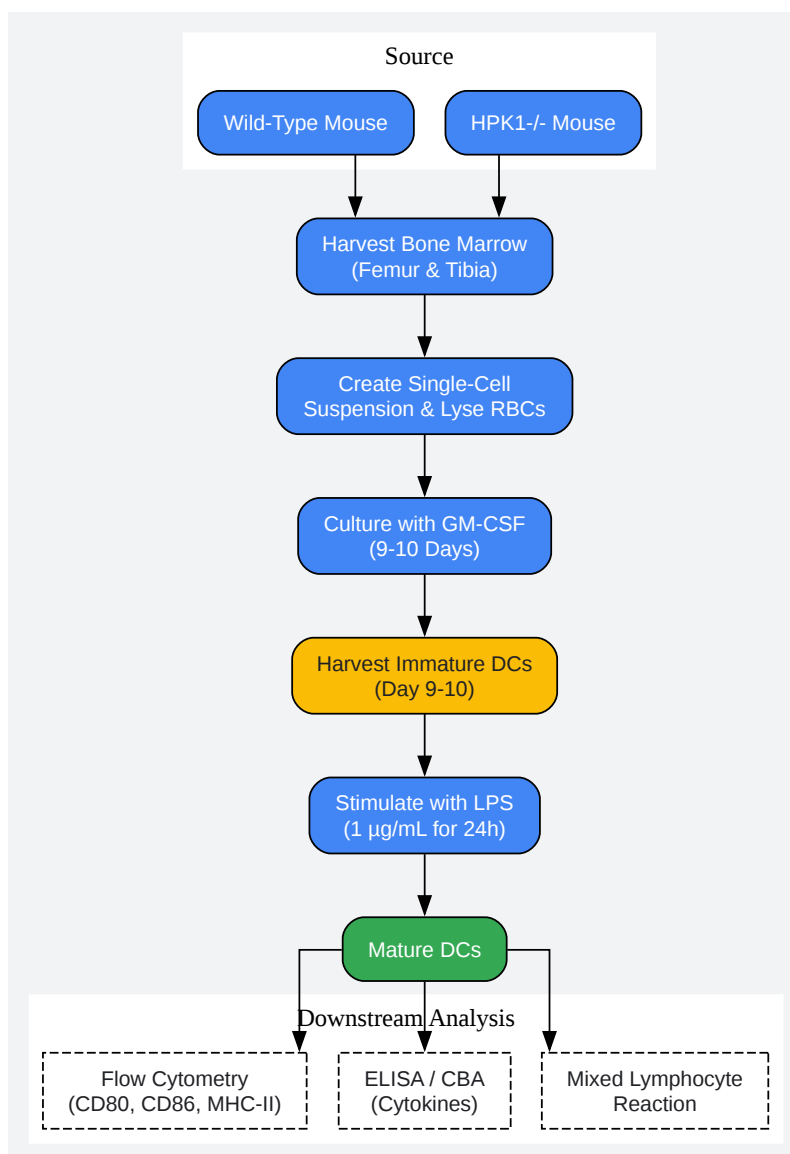 Source
Wild-Type Mouse
HPK1-/- Mouse
Harvest Bone Marrow
(Femur & Tibia)
Create Single-Cell
Suspension & Lyse RBCs
Culture with GM-CSF
(9-10 Days)
Harvest Immature DCs
(Day 9-10)
Stimulate with LPS
(1 µg/mL for 24h)
Mature DCs
Downstream Analysis
Flow Cytometry
(CD80, CD86, MHC-II)
ELISA / CBA
(Cytokines)
Mixed Lymphocyte
Reaction